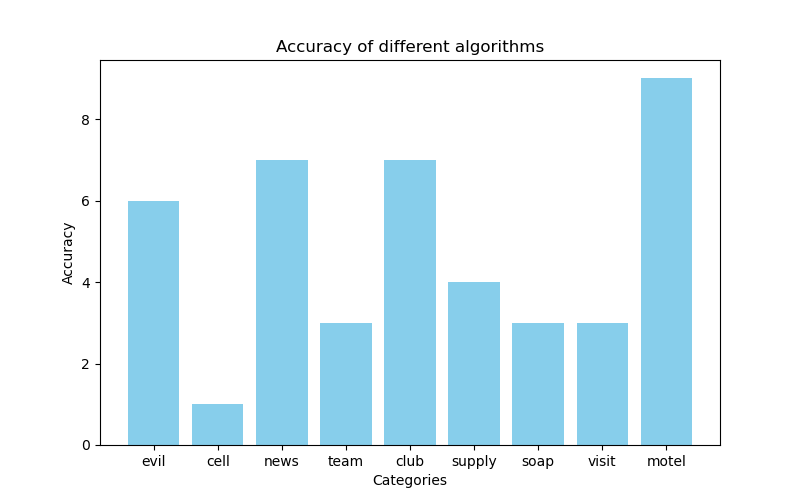 Accuracy of different algorithms
8
6
4
2
0
Accuracy
evil cell news team club supply soap visit motel
Categories